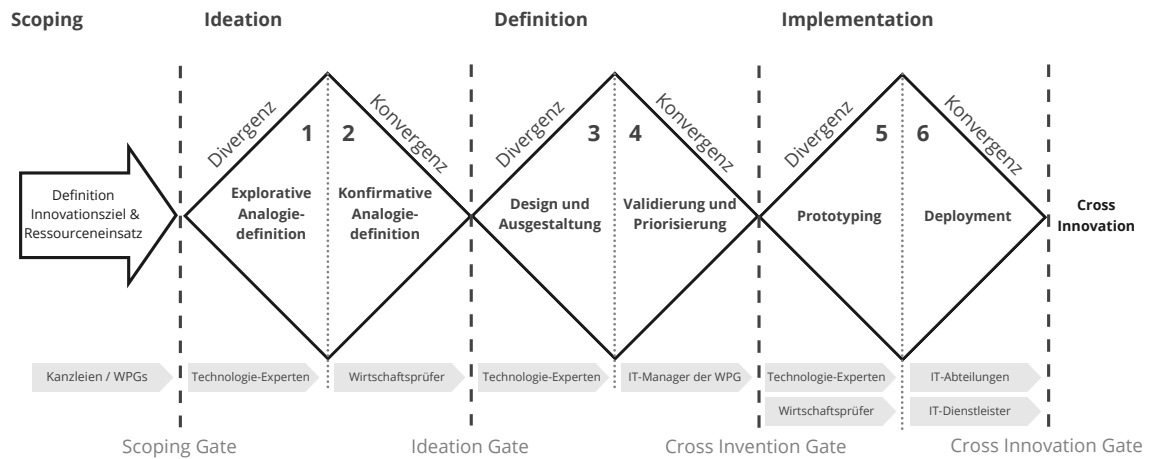 Scoping
Ideation
Definition
Implementation
Divergenz
1
2
Konvergenz
Divergenz
3
4
Konvergenz
Divergenz
5
6
Konvergenz
Definition
Innovationsziel &
Ressourceneinsatz
Explorative
Analogie-
definition
Konfirmative
Analogie-
definition
Design und
Ausgestaltung
Validierung und
Priorisierung
Prototyping
Deployment
Cross
Innovation
Kanzleien / WPGs
Technologie-Experten
Wirtschaftsprüfer
Technologie-Experten
IT-Manager der WPG
Technologie-Experten
IT-Abteilungen
Wirtschaftsprüfer
IT-Dienstleister
Scoping Gate
Ideation Gate
Cross Invention Gate
Cross Innovation Gate